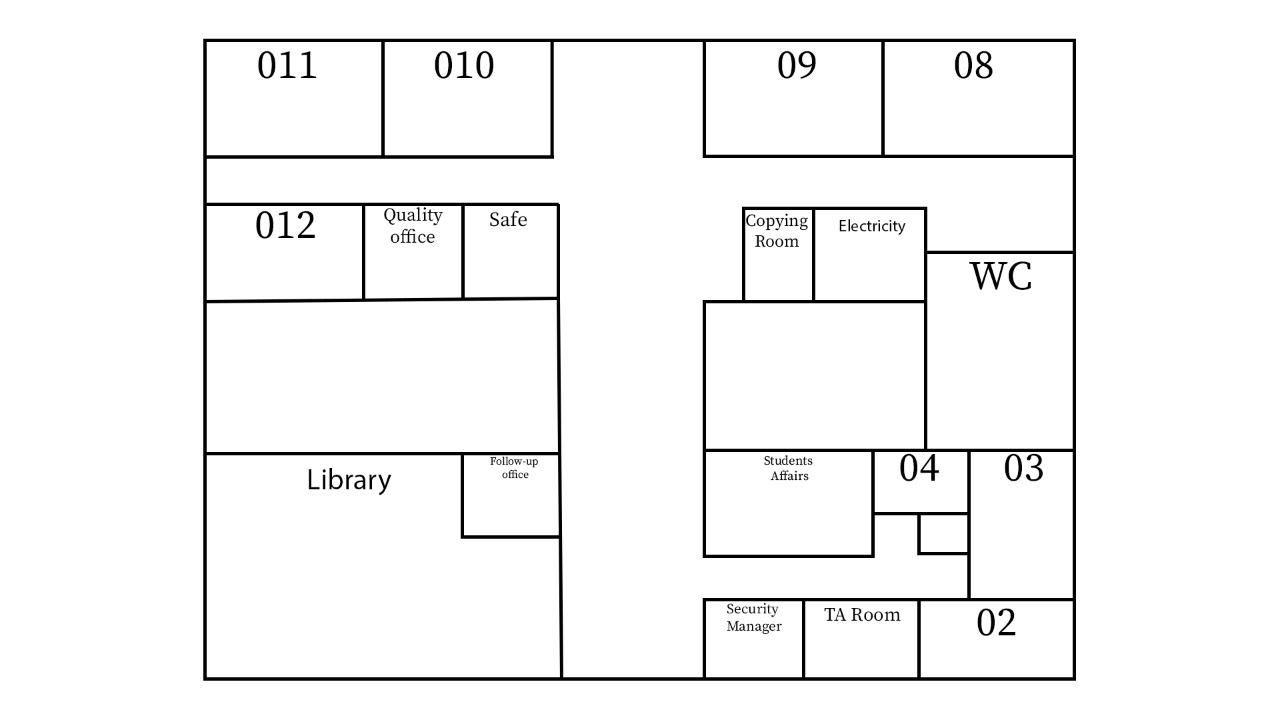 011
010
09
08
012
Quality
office
Safe
Copying
Room
Electricity
WC
Library
Follow-up
office
Students
Affairs
04
03
Security
Manager
TA Room
02